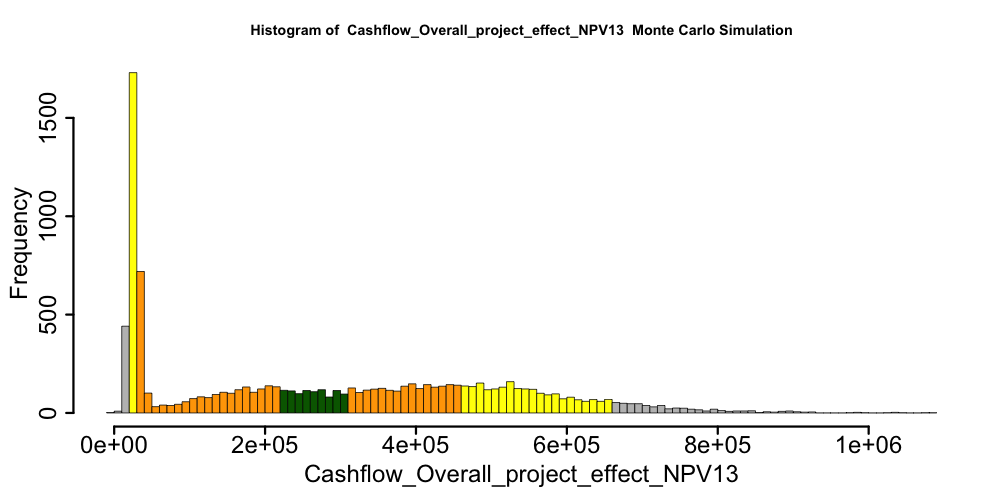 Histogram of  Cashflow_Overall_project_effect_NPV13  Monte Carlo Simulation
Frequency
1500
1000
500
0
0e+00 2e+05 4e+05 6e+05 8e+05 1e+06
Cashflow_Overall_project_effect_NPV13